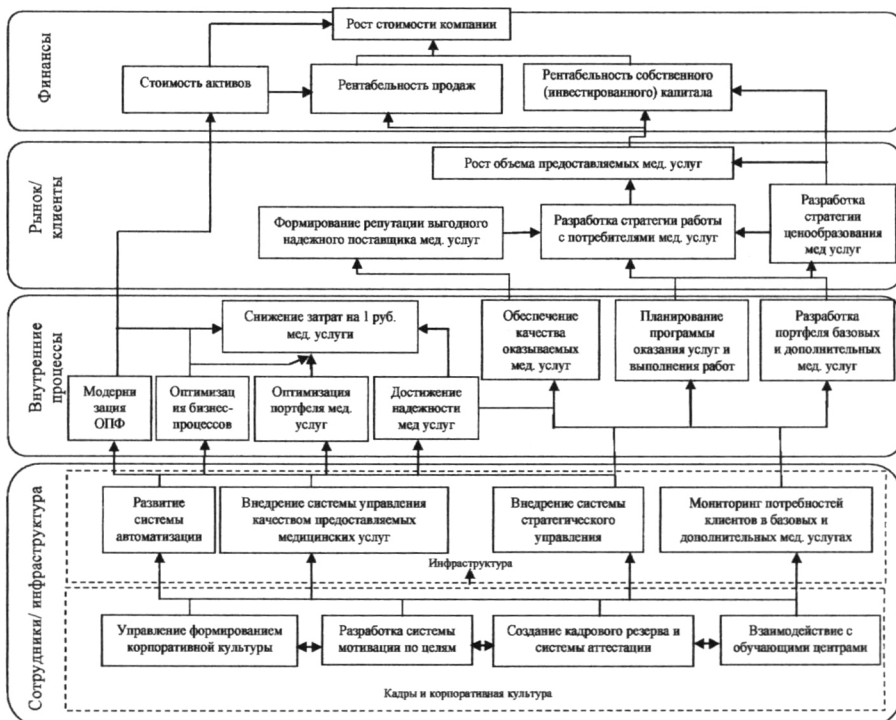 Финансы
Рост стоимости компании
Стоимость активов
Рентабельность продаж
Рентабельность собственного
(инвестированного) капитала
Рынок/
клиенты
Рост объема предоставляемых мед. услуг
Формирование репутации выгодного
надежного поставщика мед. услуг
Разработка стратегии работы
с потребителями мед. услуг
Разработка
стратегии
ценообразования
мед услуг
Внутренние
процессы
Снижение затрат на 1 руб.
мед. услуги
Обеспечение
качества
оказываемых
мед. услуг
Планирование
программы
оказания услуг и
выполнения работ
Разработка
портфеля базовых
и дополнительных
мед. услуг
Модерни
зация
ОПФ
Оптимизац
ия бизнес-
процессов
Оптимизация
портфеля мед.
услуг
Достижение
надежности
мед услуг
Сотрудники/ инфраструктура
Развитие
системы
автоматизации
Внедрение системы управления
качеством предоставляемых
медицинских услуг
Внедрение системы
стратегического
управления
Мониторинг потребностей
клиентов в базовых и
дополнительных мед. услугах
Инфраструктура
Управление формированием
корпоративной культуры
Разработка системы
мотивации по целям
Создание кадрового резерва и
системы аттестации
Взаимодействие с
обучающими центрами
Кадры и корпоративная культура